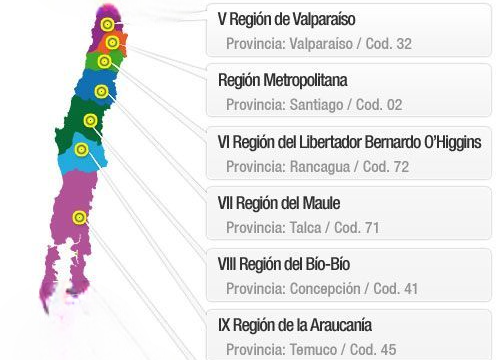 V Región de Valparaíso
Provincia: Valparaíso / Cod. 32
Región Metropolitana
Provincia: Santiago / Cod. 02
VI Región del Libertador Bernardo O'Higgins
Provincia: Rancagua / Cod. 72
VII Región del Maule
Provincia: Talca / Cod. 71
VIII Región del Bío-Bío
Provincia: Concepción / Cod. 41
IX Región de la Araucanía
Provincia: Temuco / Cod. 45